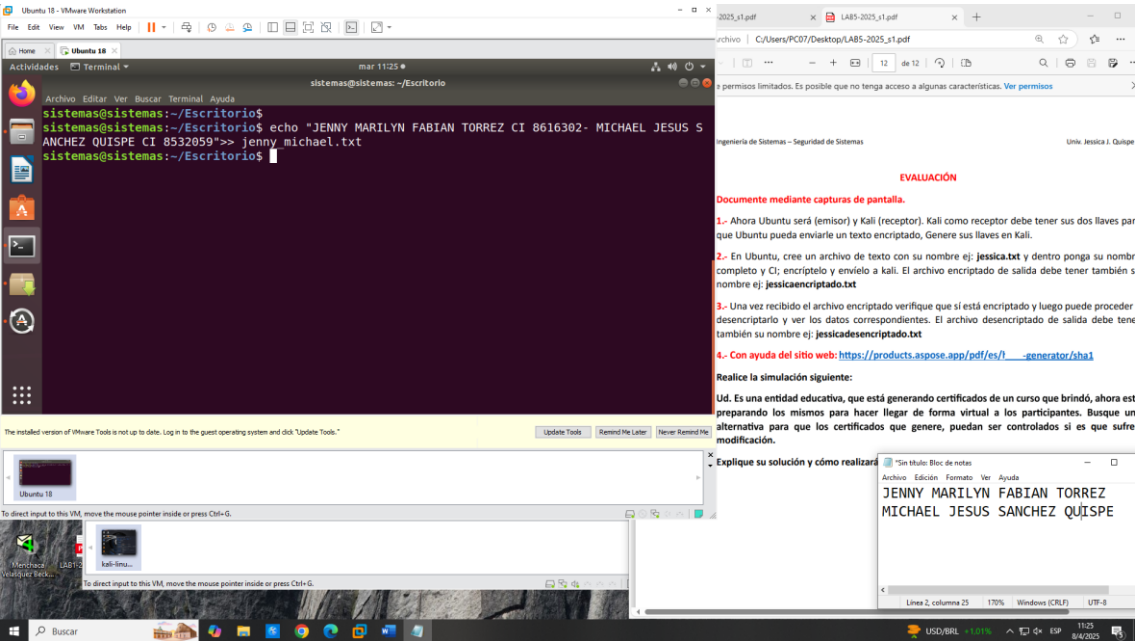 Ubuntu 18 - VMware Workstation
File Edit View VM Tabs Help
Home
Ubuntu 18
Actividades Terminal mar 11:25
sistemas@sistemas: ~/Escritorio
Archivo Editar Ver Buscar Terminal Ayuda
sistemas@sistemas:~/Escritorio$
sistemas@sistemas:~/Escritorio$ echo "JENNY MARILYN FABIAN TORREZ CI 8616302- MICHAEL JESUS S
ANCHEZ QUISPE CI 8532059">> jenny_michael.txt
sistemas@sistemas:~/Escritorio$
The installed version of VMware Tools is not up to date. Log in to the guest operating system and click "Update Tools."
Update Tools Remind Me Later Never Remind Me
Ubuntu 18
To direct input to this VM, move the mouse pointer inside or press Ctrl+G.
kali-linu...
To direct input to this VM, move the mouse pointer inside or press Ctrl+G.
Menchaca
Velasquez Beck...
LAB1-2
-2025_s1.pdf
LAB5-2025_s1.pdf
rchivo C:/Users/PC07/Desktop/LAB5-2025_s1.pdf
12 de 12
e permisos limitados. Es posible que no tenga acceso a algunas características. Ver permisos
Ingeniería de Sistemas – Seguridad de Sistemas
Univ. Jessica J. Quispe
EVALUACIÓN
Documente mediante capturas de pantalla.
1.- Ahora Ubuntu será (emisor) y Kali (receptor). Kali como receptor debe tener sus dos llaves par
que Ubuntu pueda enviarle un texto encriptado, Genere sus llaves en Kali.
2.- En Ubuntu, cree un archivo de texto con su nombre ej: jessica.txt y dentro ponga su nombr
completo y CI; encríptelo y envíelo a kali. El archivo encriptado de salida debe tener también s
nombre ej: jessicaencriptado.txt
3.- Una vez recibido el archivo encriptado verifique que sí está encriptado y luego puede proceder
desencriptarlo y ver los datos correspondientes. El archivo desencriptado de salida debe tene
también su nombre ej: jessicadesencriptado.txt
4.- Con ayuda del sitio web: https://products.aspose.app/pdf/es/h -generator/sha1
Realice la simulación siguiente:
Ud. Es una entidad educativa, que está generando certificados de un curso que brindó, ahora est
preparando los mismos para hacer llegar de forma virtual a los participantes. Busque un
alternativa para que los certificados que genere, puedan ser controlados si es que sufre
modificación.
Explique su solución y cómo realizará
*Sin título: Bloc de notas
Archivo Edición Formato Ver Ayuda
JENNY MARILYN FABIAN TORREZ
MICHAEL JESUS SANCHEZ QUISPE
Línea 2, columna 25 170% Windows (CRLF) UTF-8
Buscar
USD/BRL +1,01%
ESP
11:25
8/4/2025